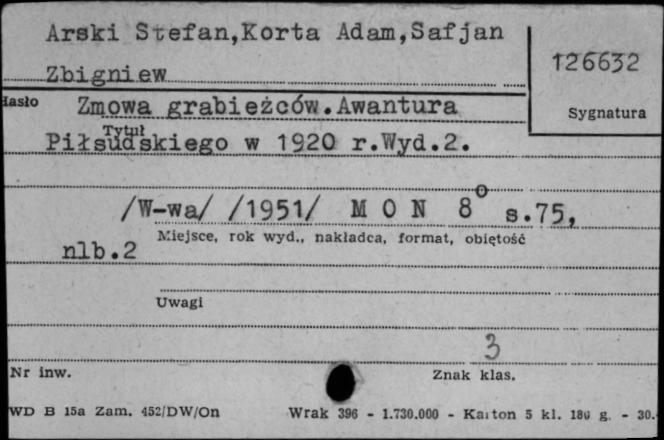 Arski Stefan,Korta Adam,Safjan
Zbigniew
126632
Hasło
Sygnatura
Zmowa grabieżców.Awantura
Tytuł
Piłsudskiego w 1920 r.Wyd.2.
/W-wa/ /1951/ M O N 8° s.75,
Miejsce, rok wyd., nakładca, format, objętość
nlb.2
Uwagi
3
Nr inw.
Znak klas.
WD B 15a Zam. 452/DW/On Wrak 396 - 1.730.000 - Karton 5 kl. 180 g. - 30.